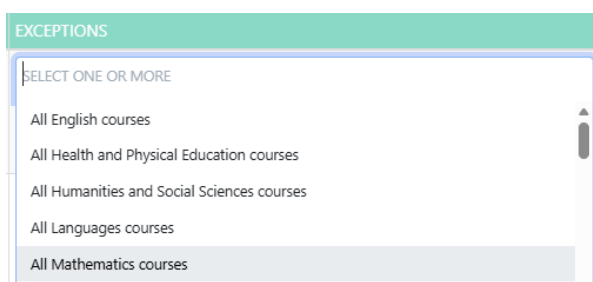 EXCEPTIONS
SELECT ONE OR MORE
All English courses
All Health and Physical Education courses
All Humanities and Social Sciences courses
All Languages courses
All Mathematics courses